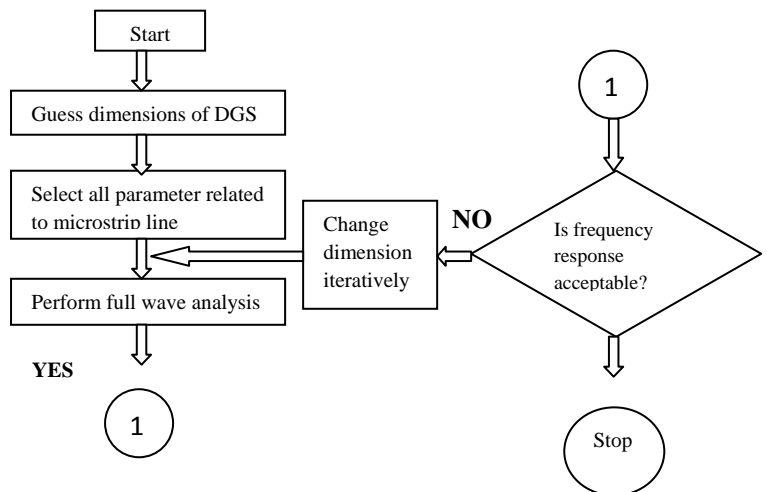 Start
Guess dimensions of DGS
Select all parameter related
to microstrip line
Perform full wave analysis
YES
1
1
Is frequency
response
acceptable?
NO
Change
dimension
iteratively
Stop